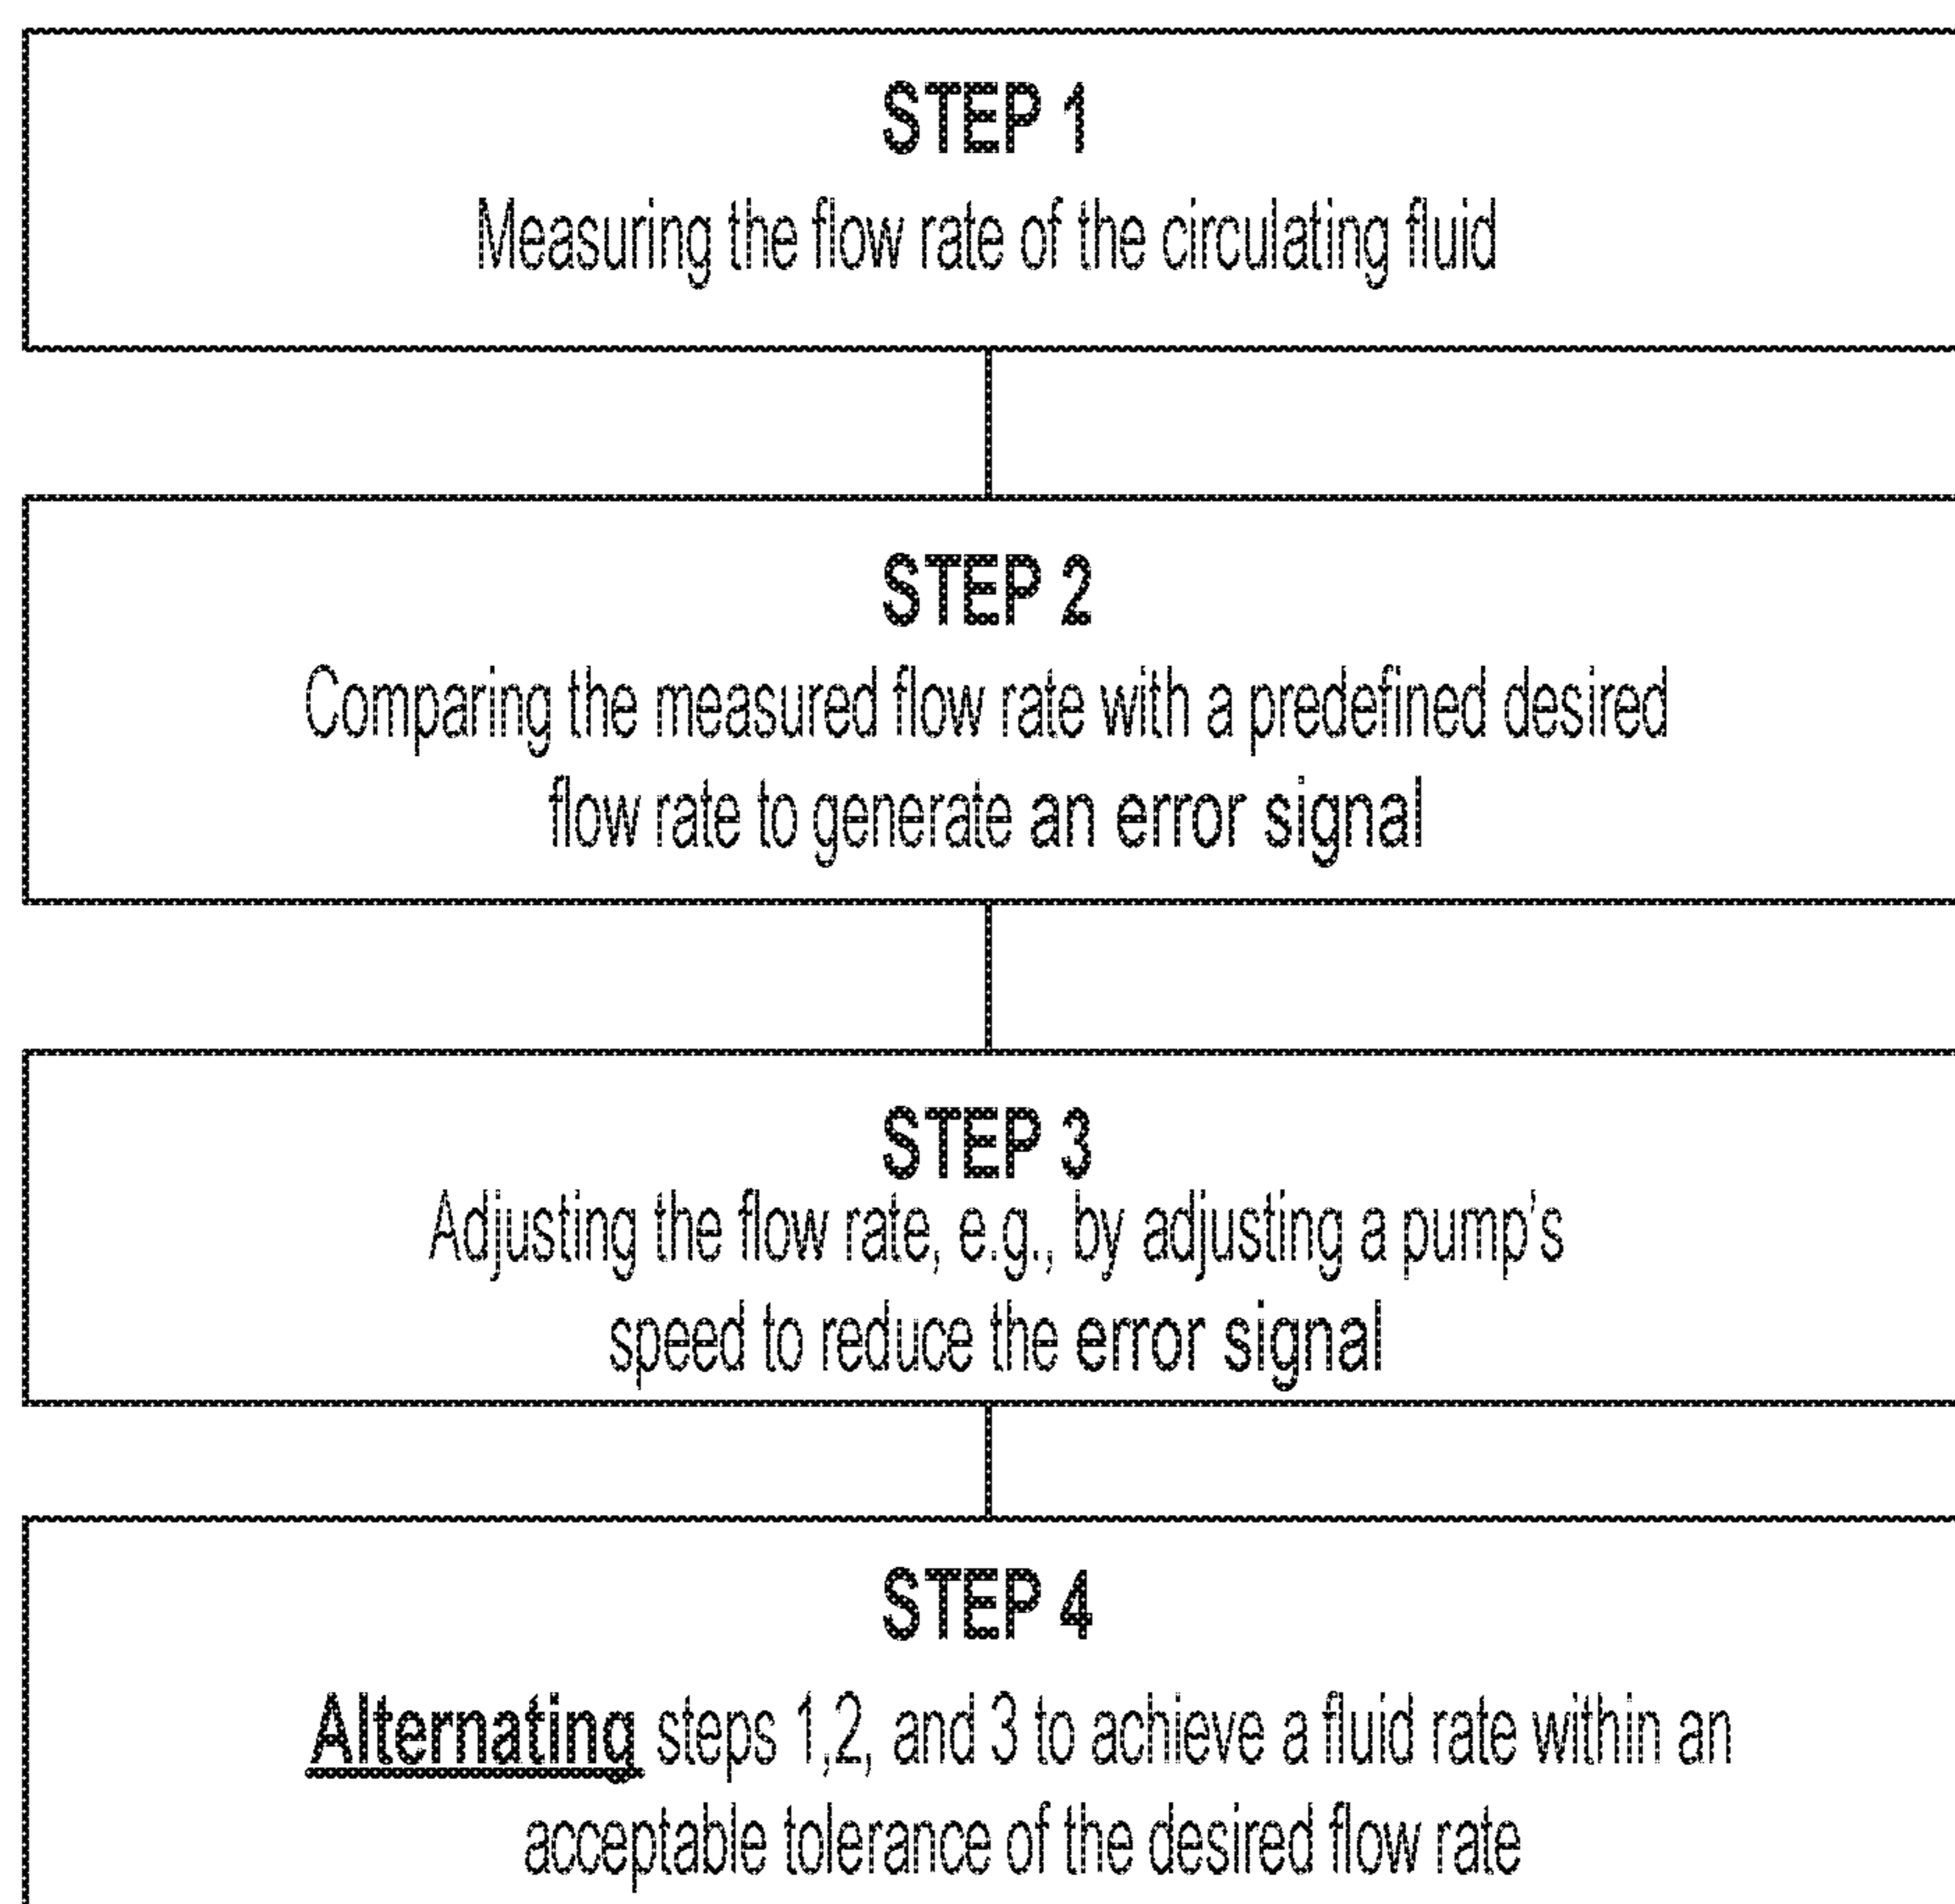 STEP 1
Measuring the flow rate of the circulating fluid
STEP 2
Comparing the measured flow rate with a predefined desired
flow rate to generate an error signal
STEP 3
Adjusting the flow rate, e.g., by adjusting a pump's
speed to reduce the error signal
STEP 4
Alternating steps 1,2, and 3 to achieve a fluid rate within an
acceptable tolerance of the desired flow rate